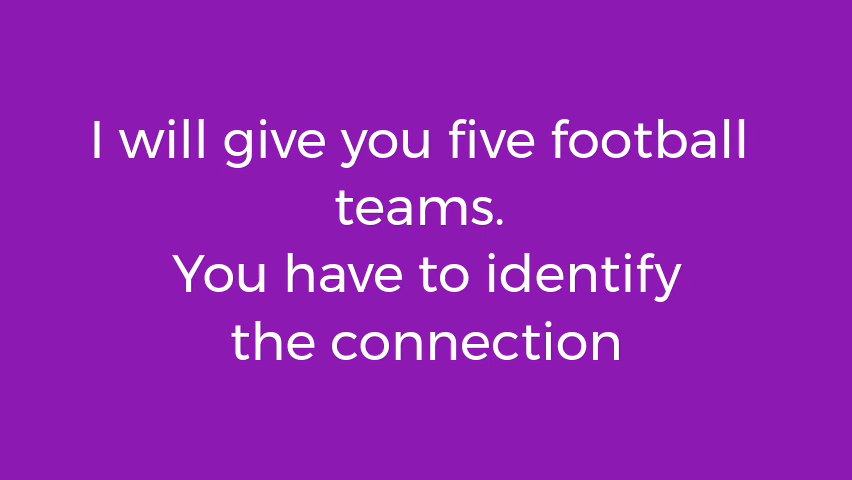 I will give you five football
teams.
You have to identify
the connection